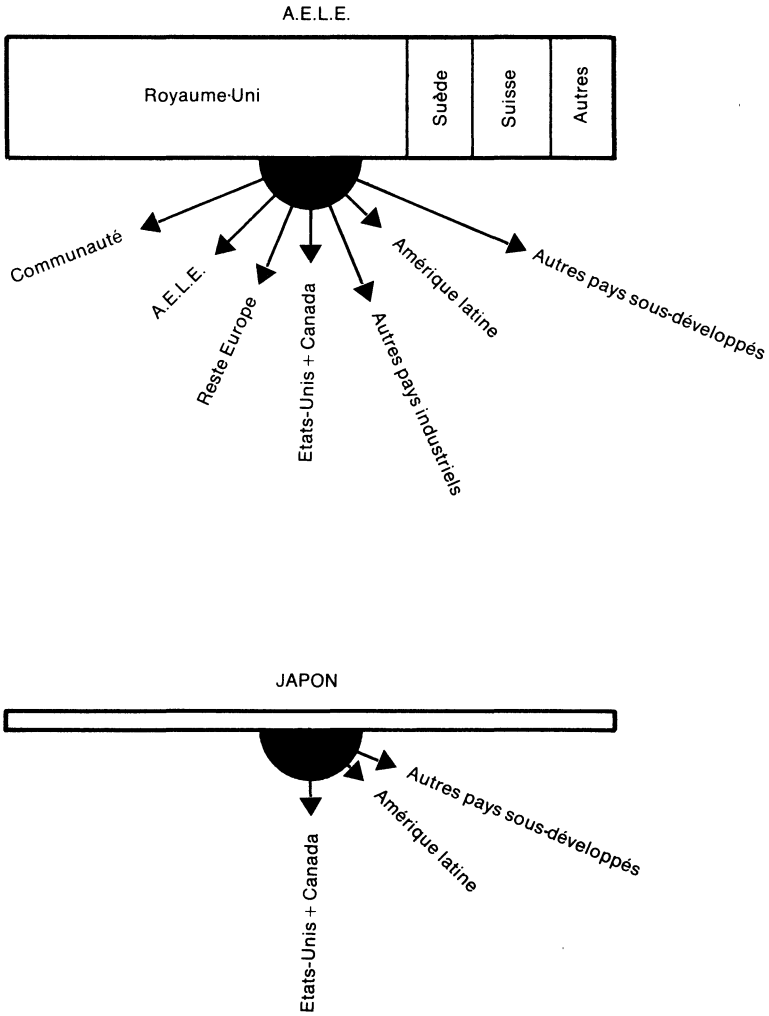 A.E.L.E.
Royaume-Uni
Suède
Suisse
Autres
Communauté
A.E.L.E.
Reste Europe
Etats-Unis + Canada
Autres pays industriels
Amérique latine
Autres pays sous-développés
JAPON
Etats-Unis + Canada
Amérique latine
Autres pays sous-développés